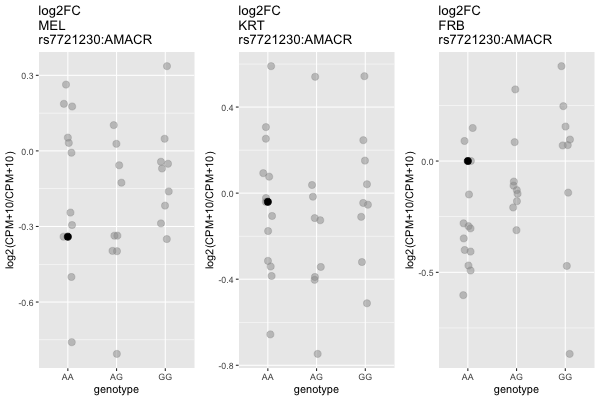 log2FC
MEL
rs7721230:AMACR
log2(CPM+10/CPM+10)
0.3
0.0
-0.3
-0.6
AA AG GG
genotype
log2FC
KRT
rs7721230:AMACR
log2(CPM+10/CPM+10)
0.4
0.0
-0.4
-0.8
AA AG GG
genotype
log2FC
FRB
rs7721230:AMACR
log2(CPM+10/CPM+10)
0.0
-0.5
AA AG GG
genotype